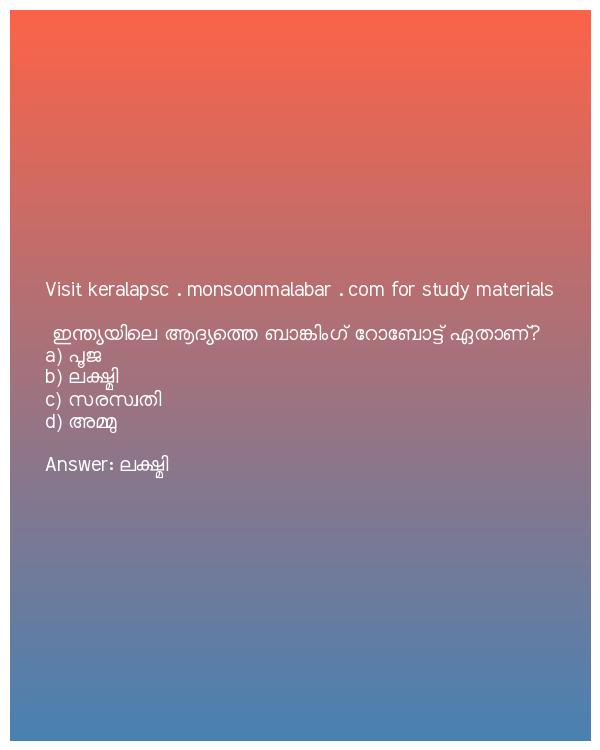 Visit keralapsc . monsoonmalabar . com for study materials
ഇന്ത്യയിലെ ആദ്യത്തെ ബാങ്കിംഗ് റോബോട്ട് ഏതാണ്?
a) പൂജ
b) ലക്ഷ്മി
c) സരസ്വതി
d) അമ്മു
Answer: ലക്ഷ്മി